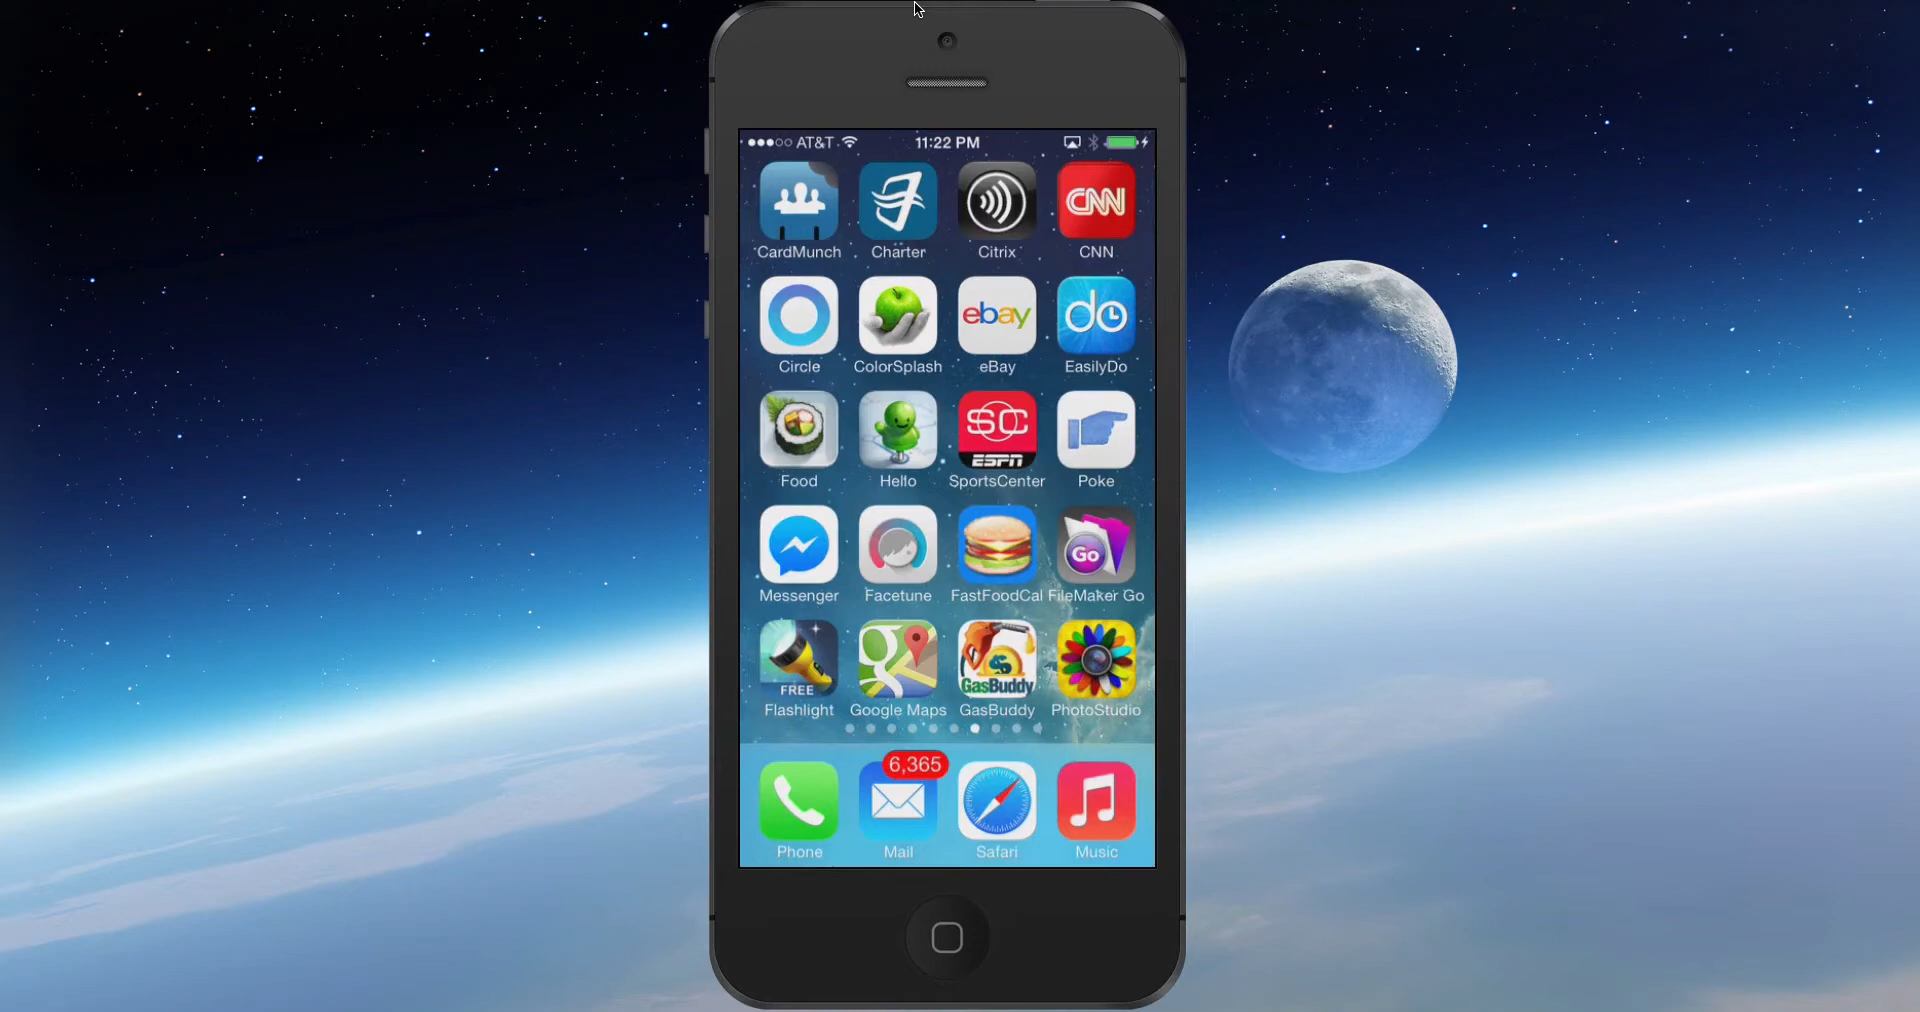 AT&T 11:22 PM
CNN
CardMunch Charter Citrix CNN
ebay do
Circle ColorSplash eBay EasilyDo
SC
ESPN
Food Hello SportsCenter Poke
Go
Messenger Facetune FastFoodCal FileMaker Go
FREE GasBuddy
Flashlight Google Maps GasBuddy PhotoStudio
6,365
Phone Mail Safari Music